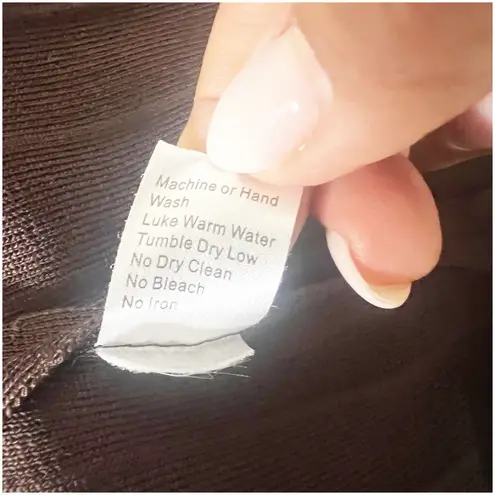 Machine or Hand
Wash
Luke Warm Water
Tumble Dry Low
No Dry Clean
No Bleach
No Iron